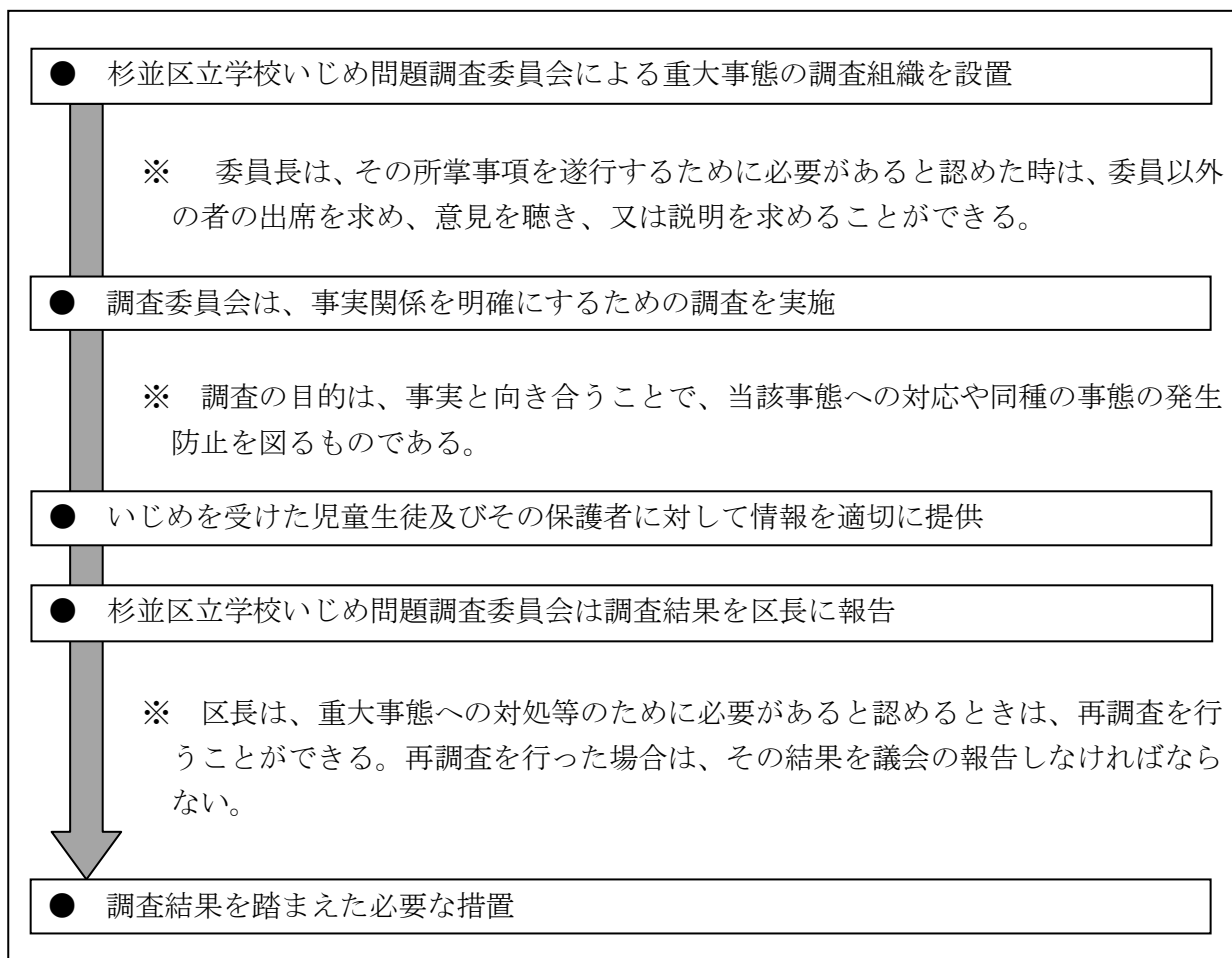 ● 杉並区立学校いじめ問題調査委員会による重大事態の調査組織を設置
※ 委員長は、その所掌事項を遂行するために必要があると認めた時は、委員以外
の者の出席を求め、意見を聴き、又は説明を求めることができる。
● 調査委員会は、事実関係を明確にするための調査を実施
※ 調査の目的は、事実と向き合うことで、当該事態への対応や同種の事態の発生
防止を図るものである。
● いじめを受けた児童生徒及びその保護者に対して情報を適切に提供
● 杉並区立学校いじめ問題調査委員会は調査結果を区長に報告
※ 区長は、重大事態への対処等のために必要があると認めるときは、再調査を行
うことができる。再調査を行った場合は、その結果を議会の報告しなければなら
ない。
● 調査結果を踏まえた必要な措置